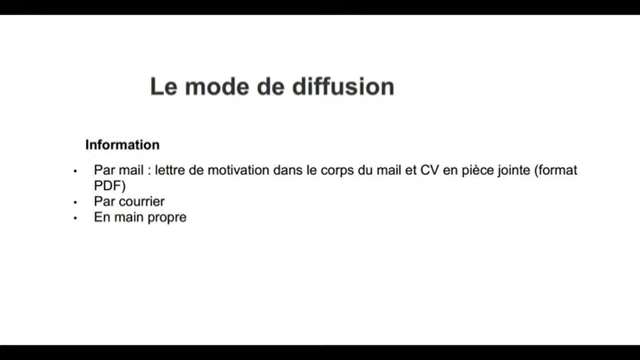 Le mode de diffusion
Information
• Par mail : lettre de motivation dans le corps du mail et CV en pièce jointe (format
PDF)
• Par courrier
• En main propre